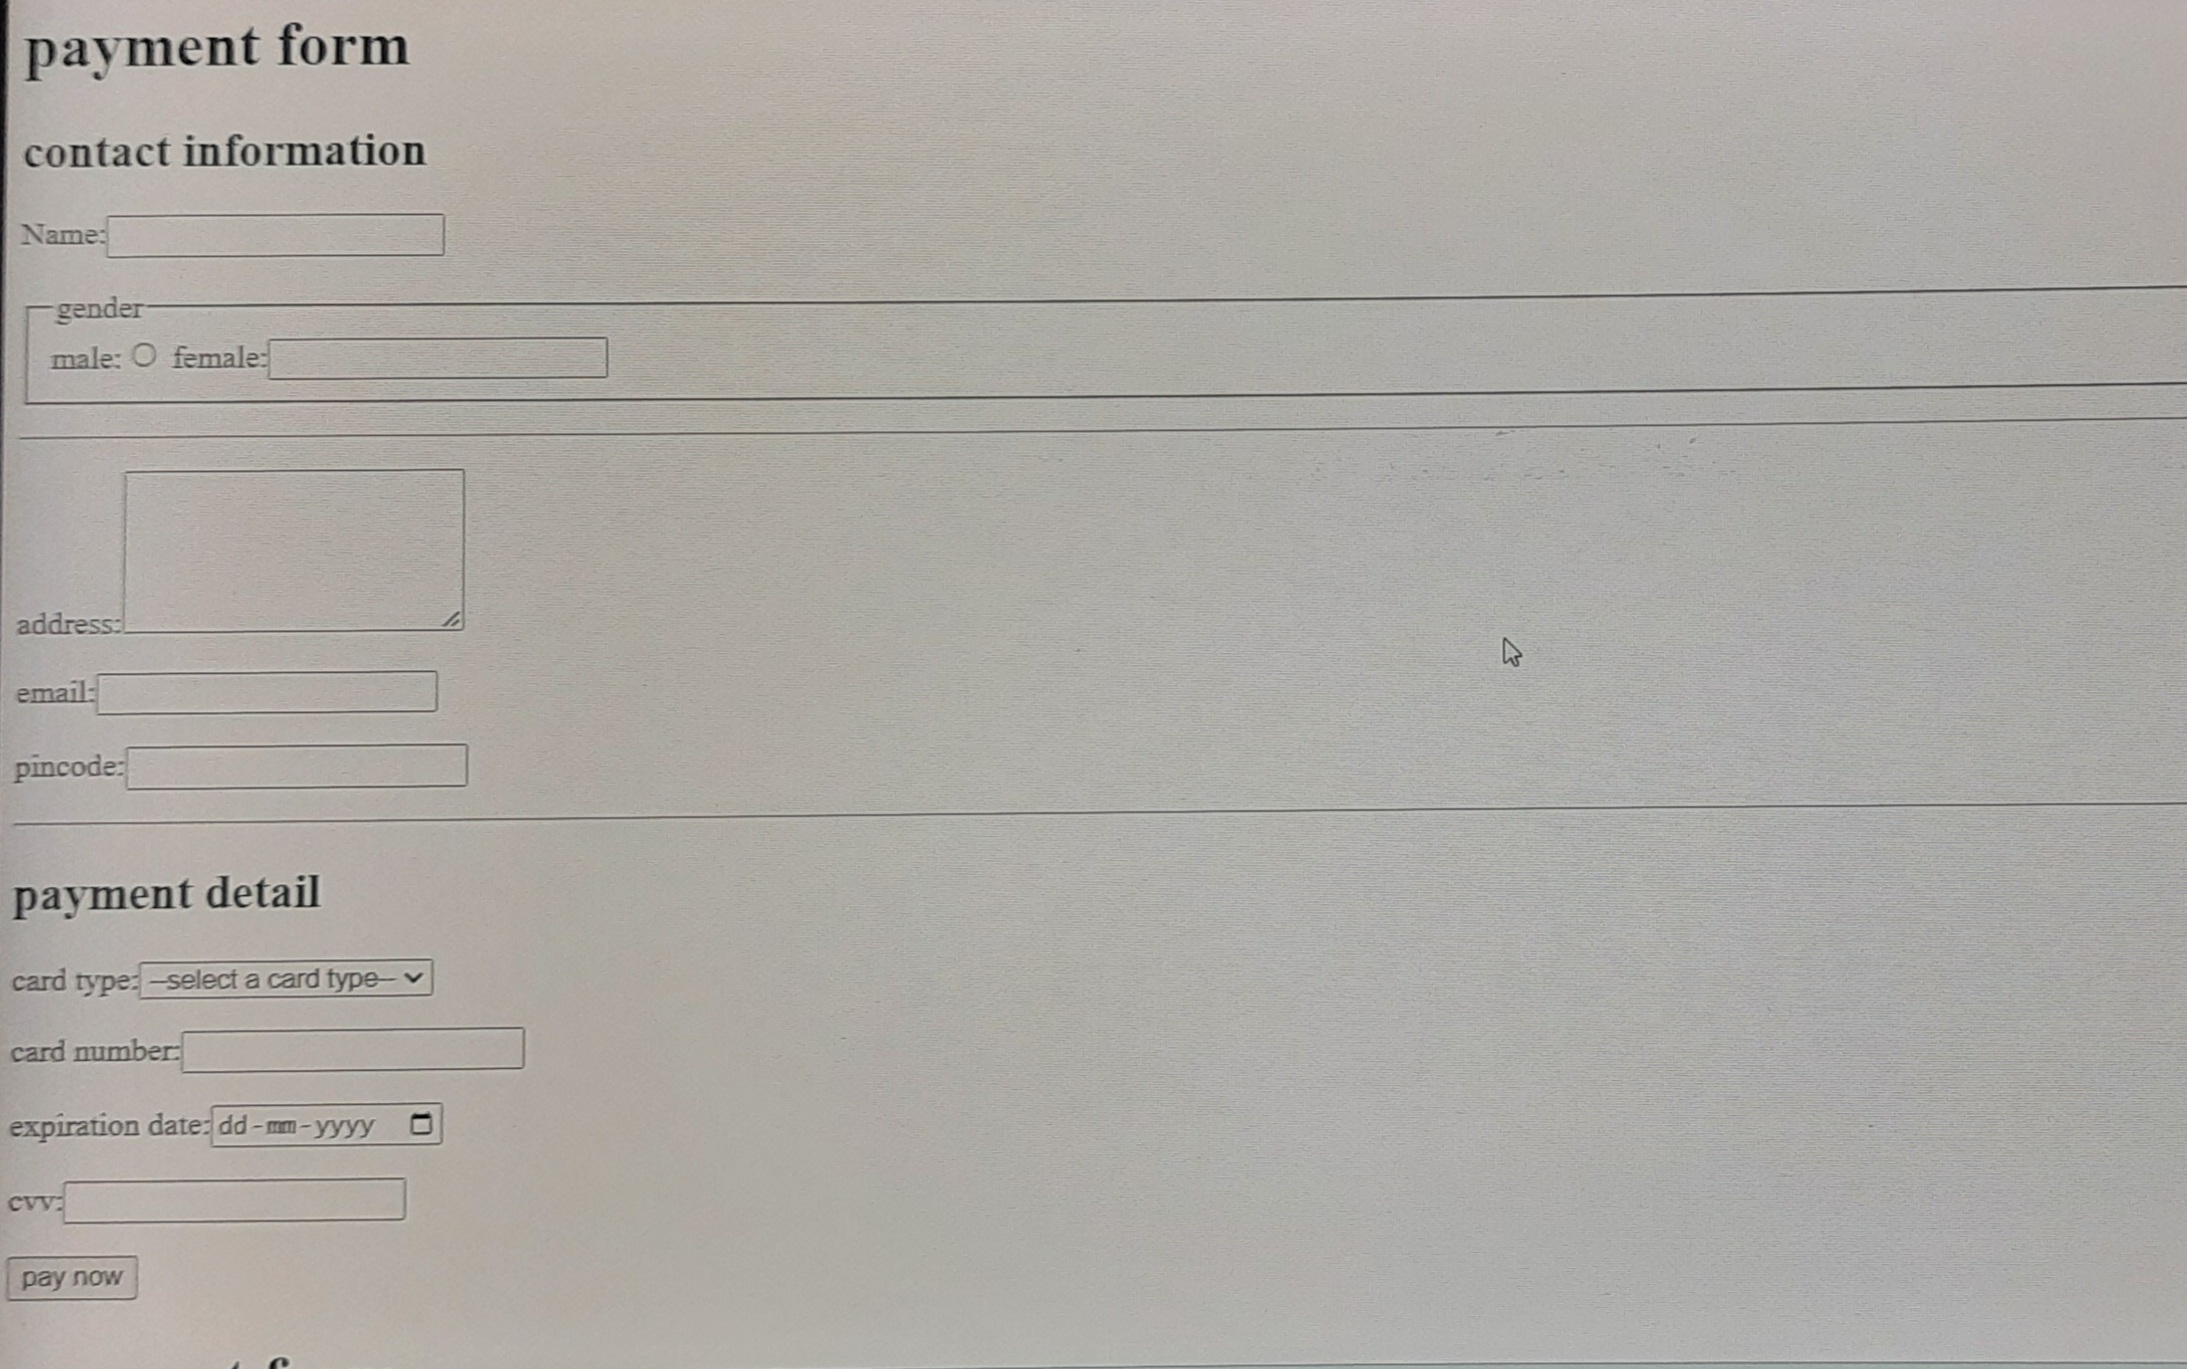 payment form
contact information
Name:
gender
male: female:
address:
email:
pincode:
payment detail
card type: --select a card type--
card number:
expiration date: dd-mm-yyyy
cvv:
pay now